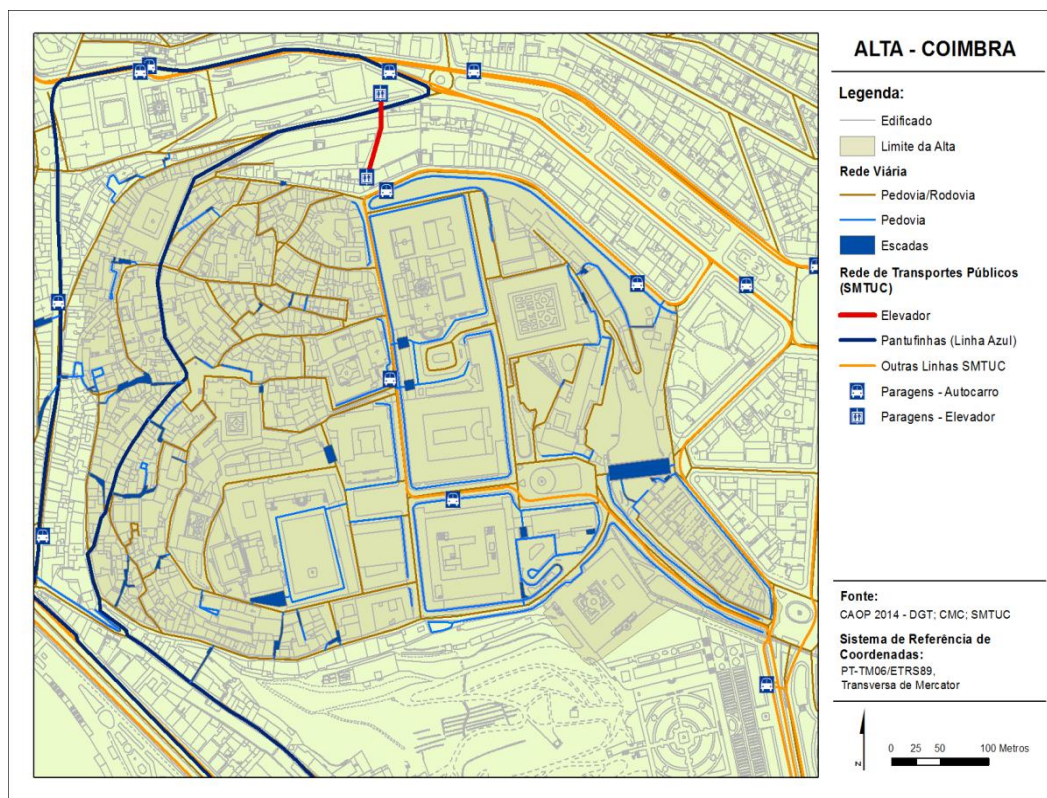 ALTA - COIMBRA
Legenda:
Edificado
Limite da Alta
Rede Viária
Pedovia/Rodovia
Pedovia
Escadas
Rede de Transportes Públicos
(SMTUC)
Elevador
Pantufinhas (Linha Azul)
Outras Linhas SMTUC
Paragens - Autocarro
Paragens - Elevador
Fonte:
CAOP 2014 - DGT; CMC; SMTUC
Sistema de Referência de
Coordenadas:
PT-TM06/ETRS89,
Transversa de Mercator
N
0 25 50 100 Metros